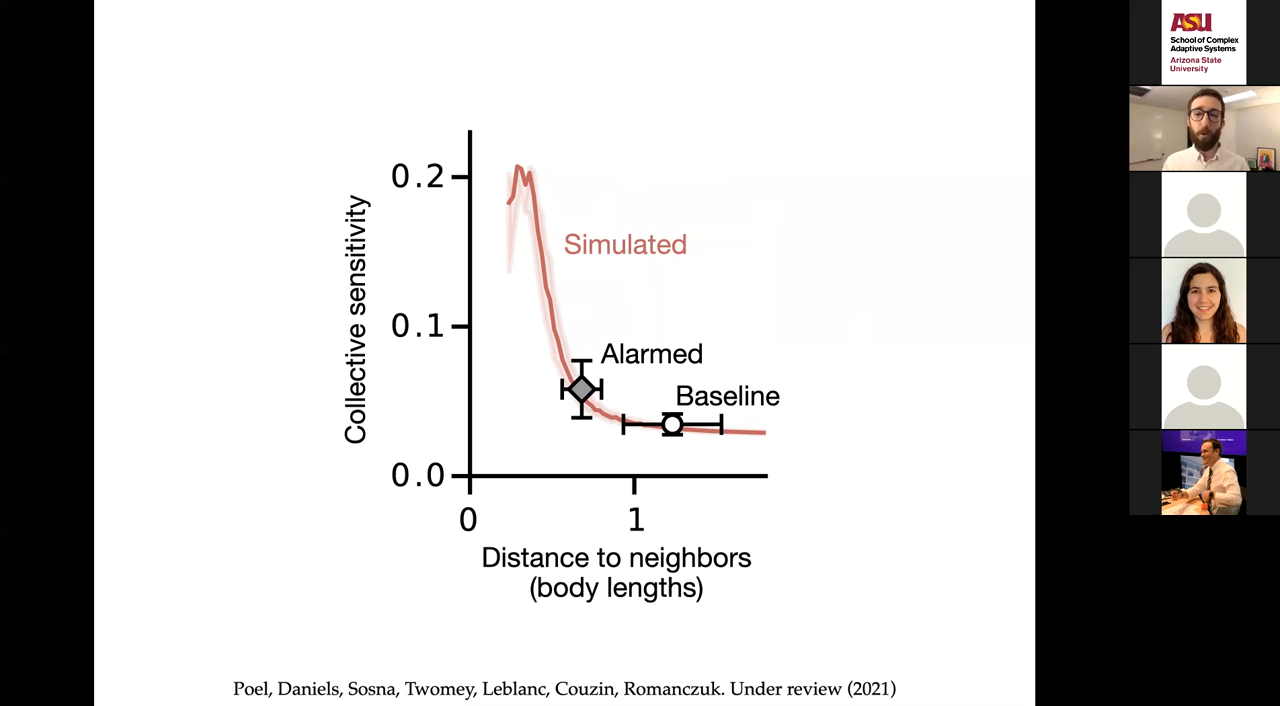 0.2
0.1
0.0
Collective sensitivity
Simulated
Alarmed
Baseline
0
1
Distance to neighbors
(body lengths)
Poel, Daniels, Sosna, Twomey, Leblanc, Couzin, Romanczuk. Under review (2021)
ASU
School of Complex
Adaptive Systems
Arizona State
University